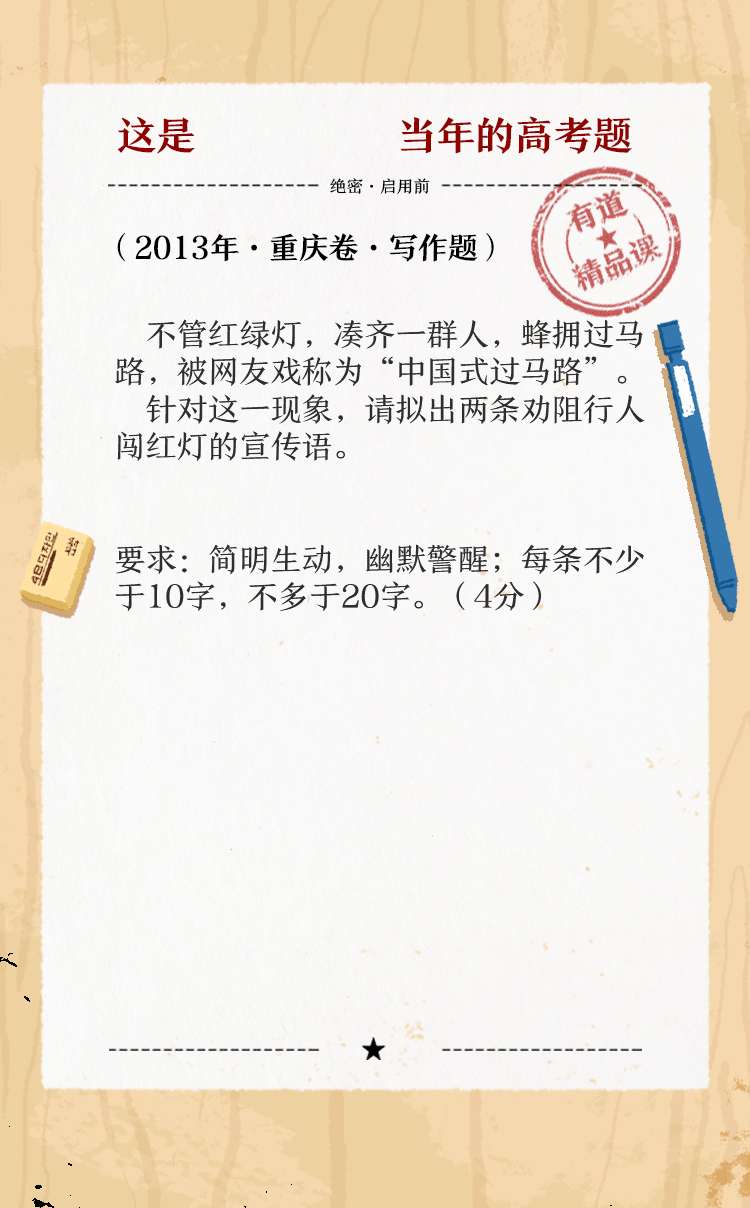 这是 当年的高考题
绝密·启用前
有道
精品课
（2013年·重庆卷·写作题）
不管红绿灯，凑齐一群人，蜂拥过马
路，被网友戏称为“中国式过马路”。
针对这一现象，请拟出两条劝阻行人
闯红灯的宣传语。
要求：简明生动，幽默警醒；每条不少
于10字，不多于20字。（4分）